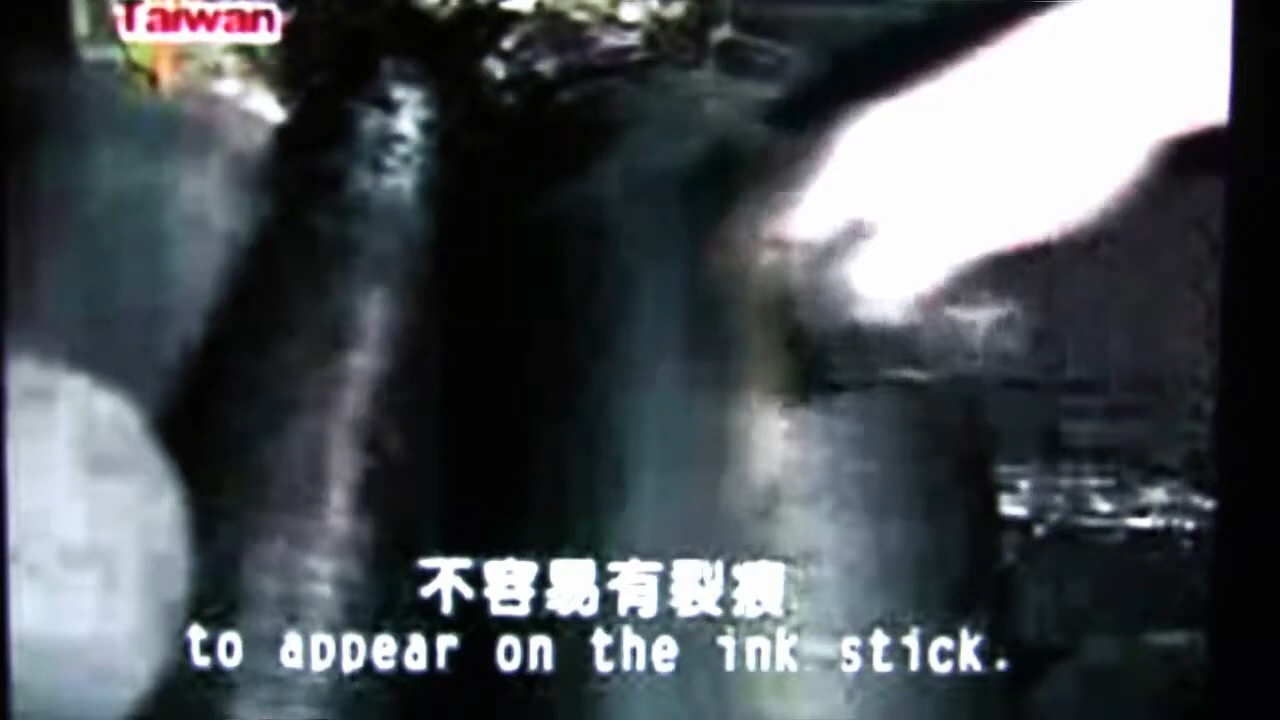 Taiwan
不容易有裂痕
to appear on the ink stick.